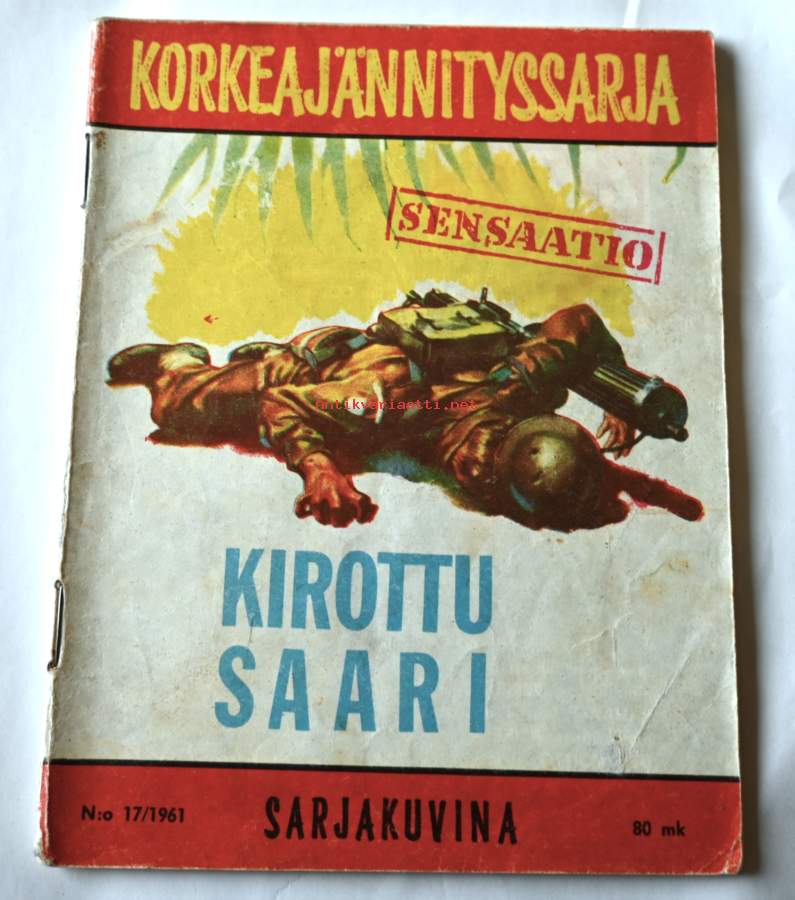 KORKEAJÄNNITYSSARJA
SENSAATIO
antikvariaatti.net
KIROTTU
SAARI
N:o 17/1961 SARJAKUVINA 80 mk